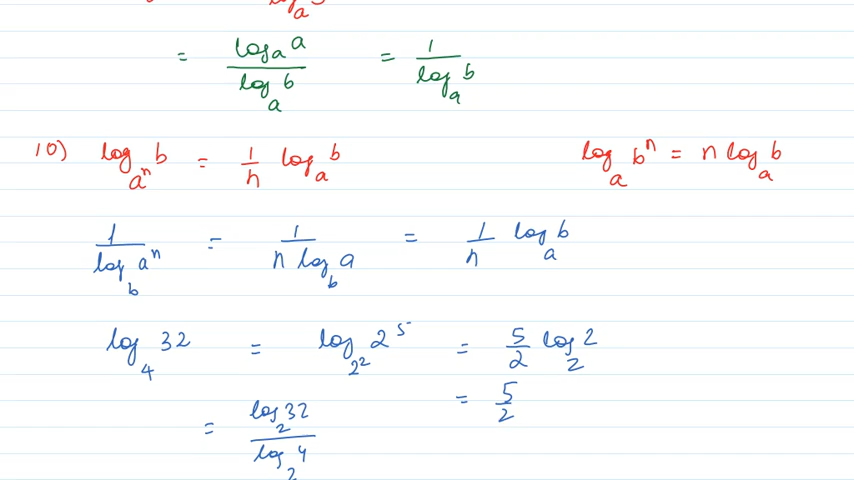 log_a
= log_a a / log_a b = 1 / log_a b
10) log_{a^n} b = 1/n log_a b log_a b^n = n log_a b
1 / log_b a^n = 1 / n log_b a = 1/n log_a b
log_4 32 = log_{2^2} 2^5 = 5/2 log_2 2
= log_2 32 / log_2 4 = 5/2